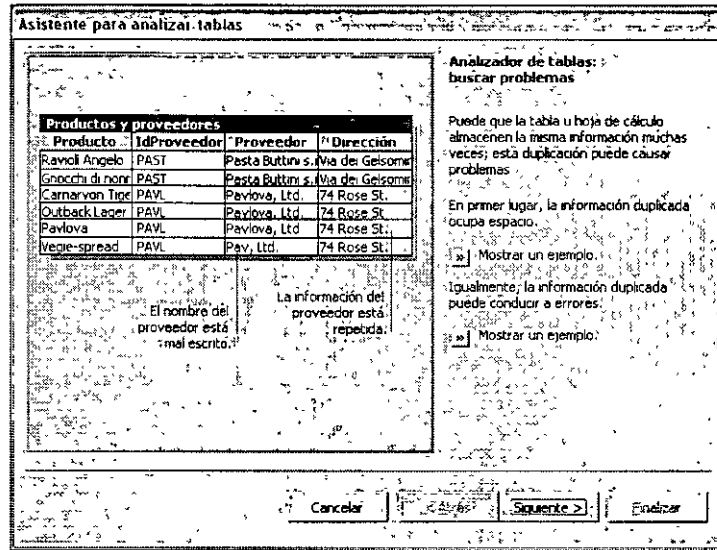 Asistente para analizar tablas
Productos y proveedores
Producto IdProveedor Proveedor Dirección
Ravioli Angelo PAST Pasta Buttini s. Via dei Gelsomi
Gnocchi di nonn PAST Pasta Buttini s. Via dei Gelsomi
Carnarvon Tige PAVL Pavlova, Ltd. 74 Rose St.
Outback Lager PAVL Pavlova, Ltd. 74 Rose St.
Pavlova PAVL Pavlova, Ltd 74 Rose St.
Vegie-spread PAVL Pav, Ltd. 74 Rose St.
El nombre del
proveedor está
mal escrito.
La información del
proveedor está
repetida.
Analizador de tablas:
buscar problemas
Puede que la tabla u hoja de cálculo
almacenen la misma información muchas
veces; esta duplicación puede causar
problemas
En primer lugar, la información duplicada
ocupa espacio.
» Mostrar un ejemplo.
Igualmente, la información duplicada
puede conducir a errores.
» Mostrar un ejemplo.
Cancelar Siguiente > Finalizar